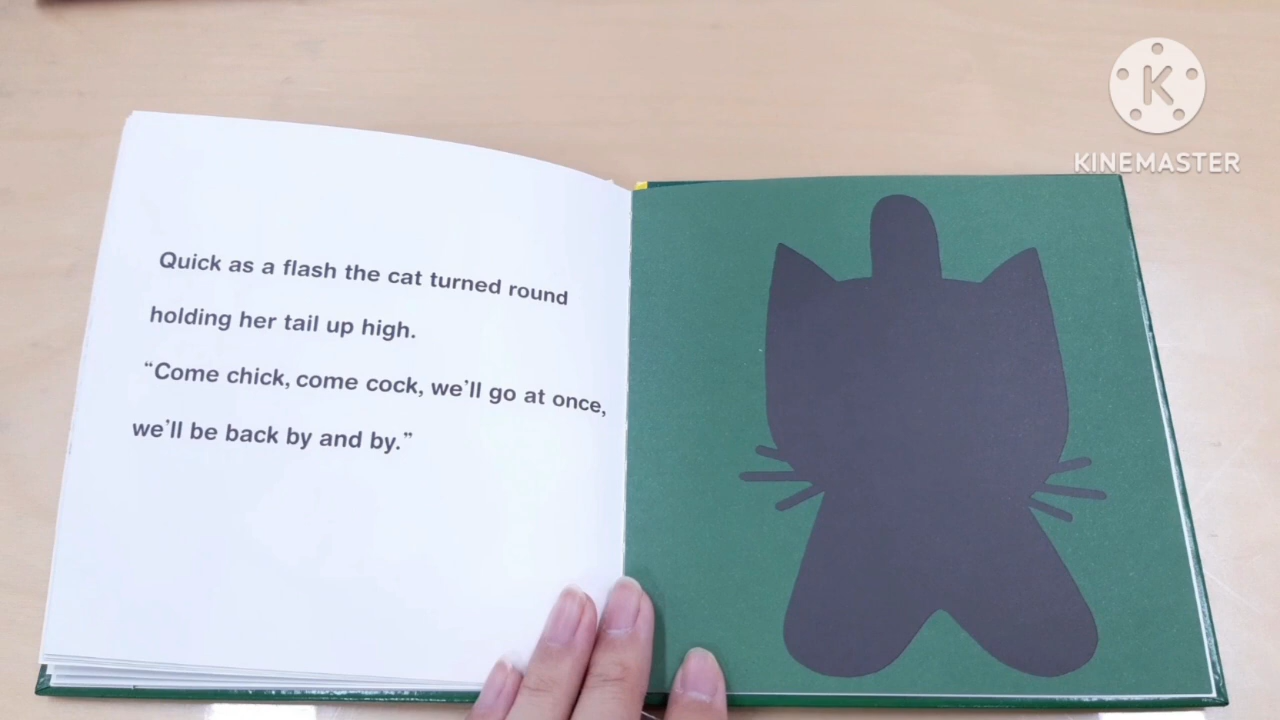 Quick as a flash the cat turned round
holding her tail up high.
“Come chick, come cock, we’ll go at once,
we’ll be back by and by.”
K
KINEMASTER